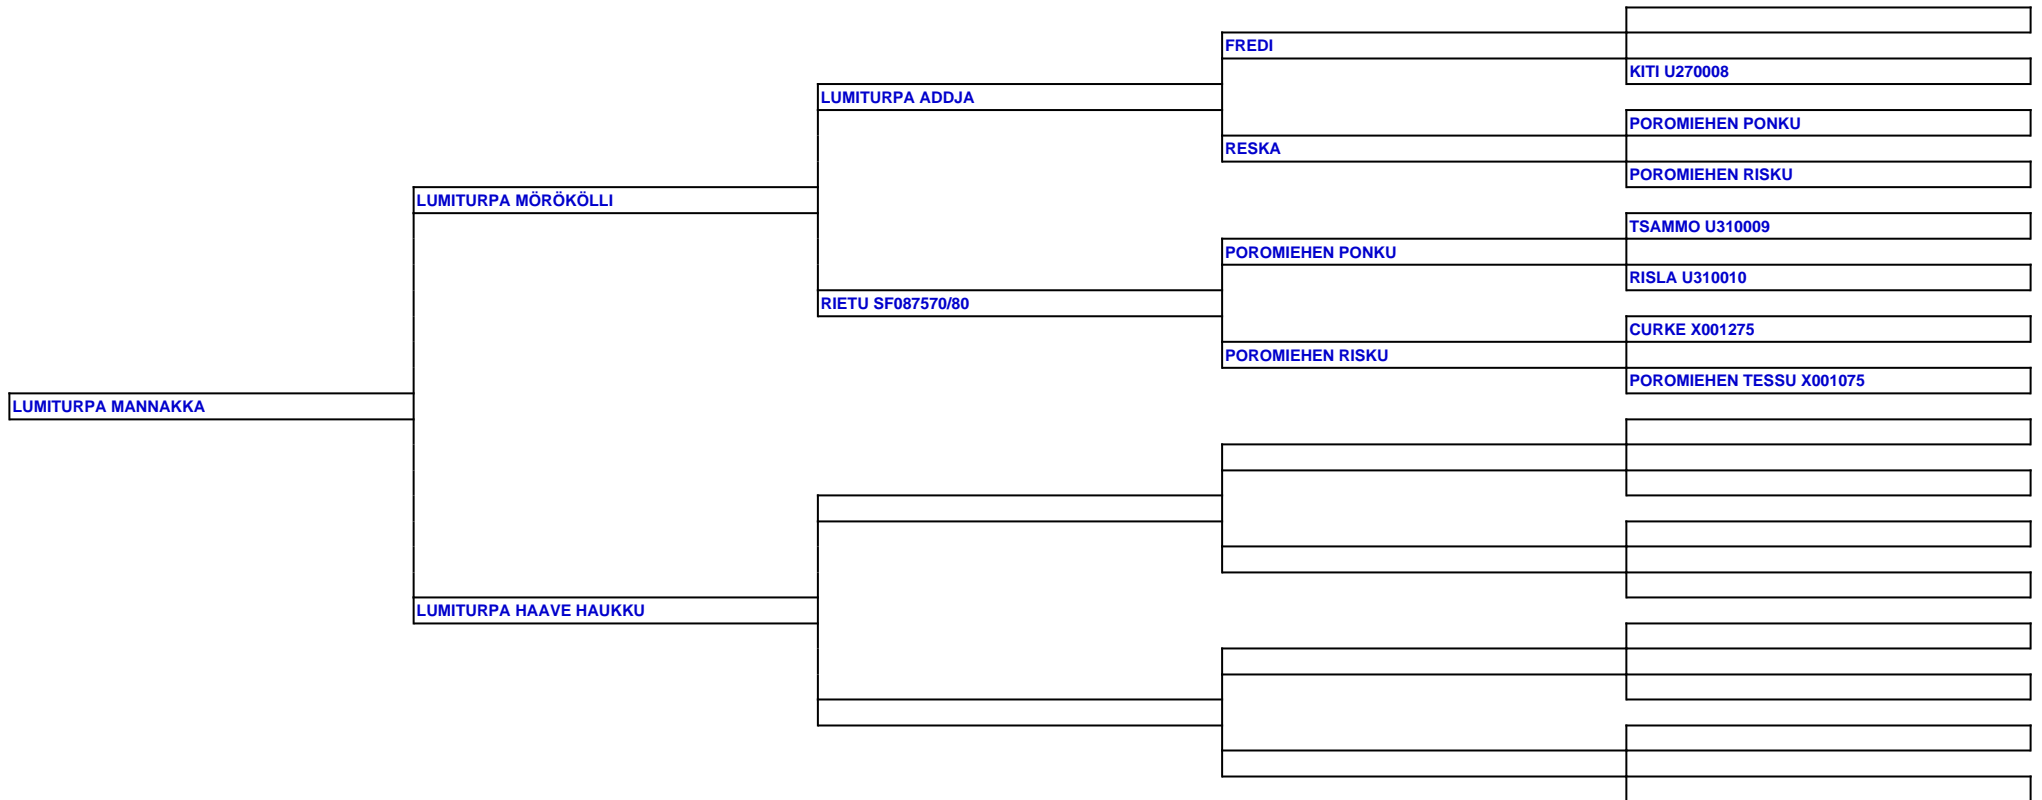 FREDI
KITI U270008
LUMITURPA ADDJA
POROMIEHEN PONKU
RESKA
POROMIEHEN RISKU
LUMITURPA MÖRÖKÖLLI
TSAMMO U310009
POROMIEHEN PONKU
RISLA U310010
RIETU SF087570/80
CURKE X001275
POROMIEHEN RISKU
POROMIEHEN TESSU X001075
LUMITURPA MANNAKKA
LUMITURPA HAAVE HAUKKU